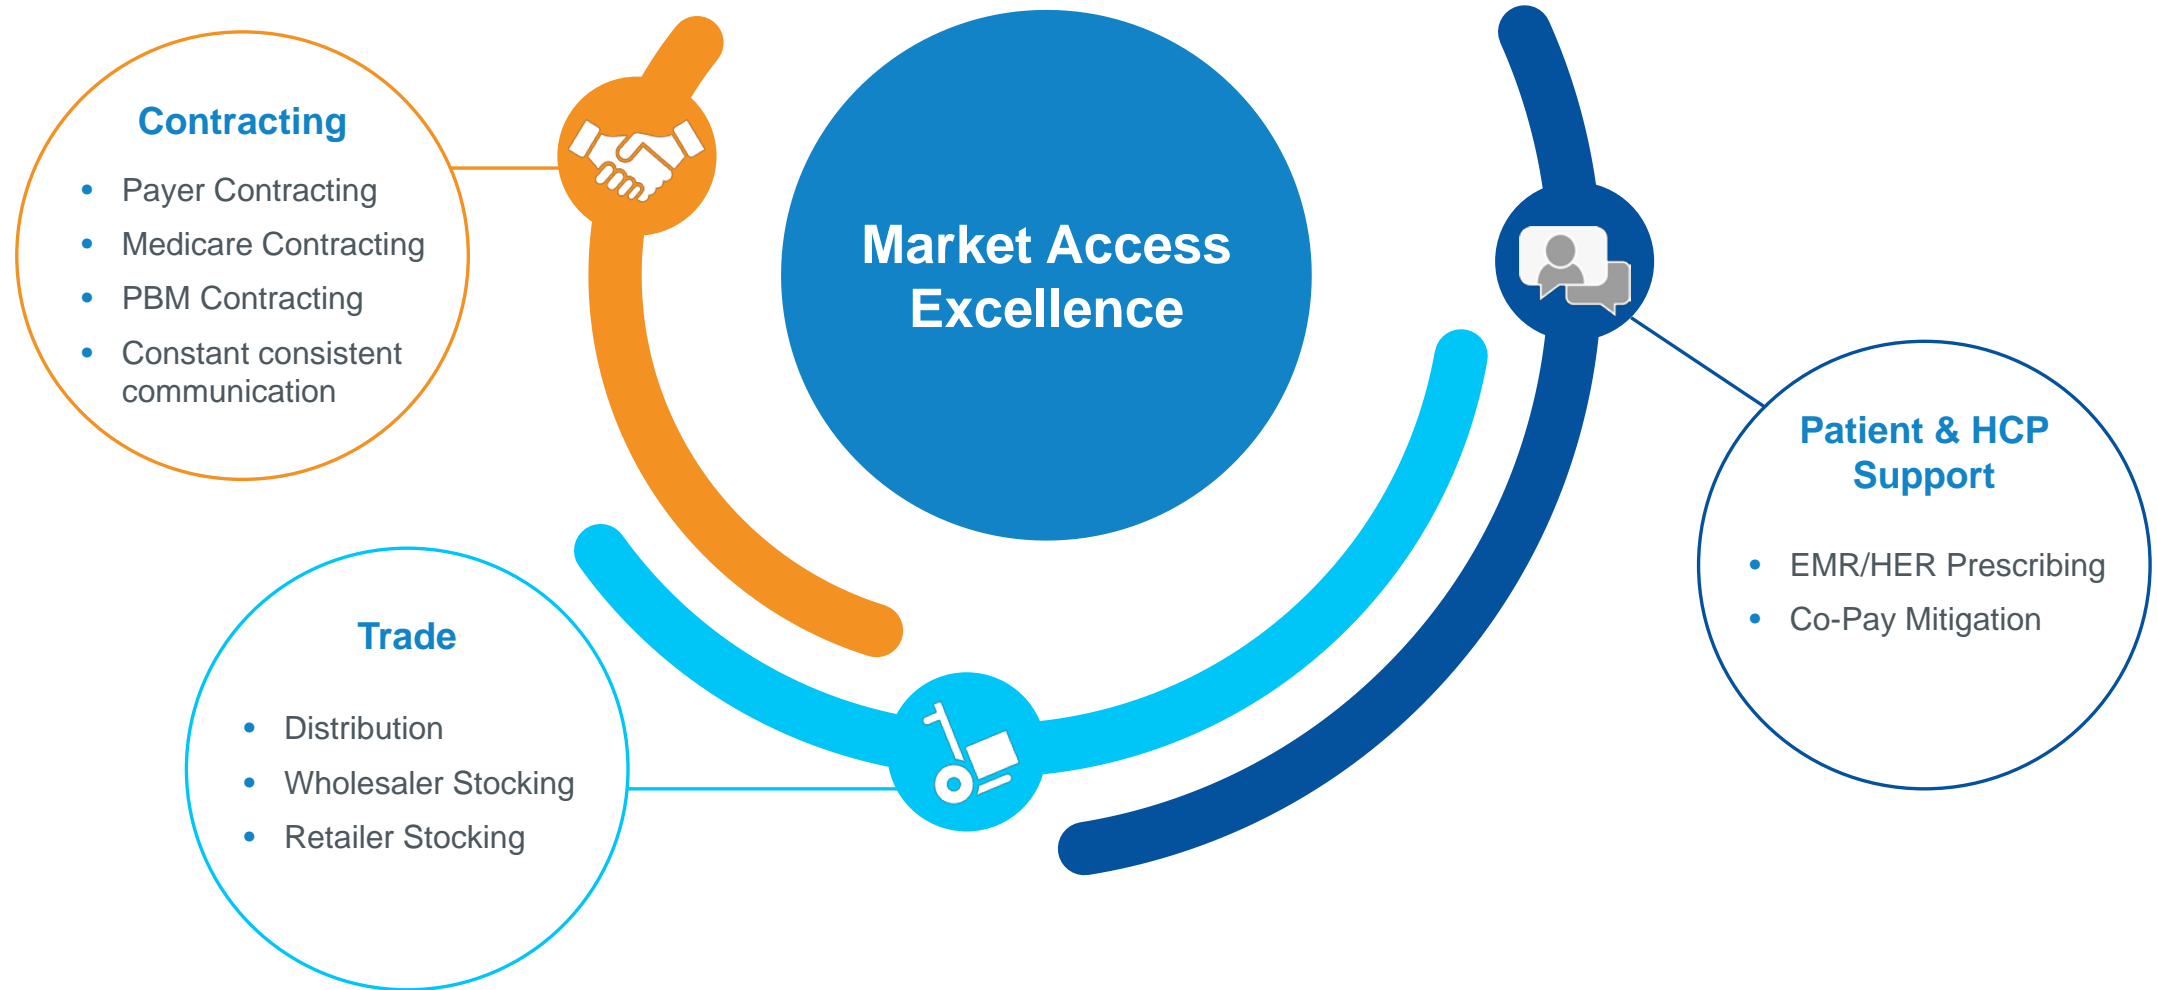 Contracting
• Payer Contracting
• Medicare Contracting
• PBM Contracting
• Constant consistent
communication
Market Access
Excellence
Patient & HCP
Support
• EMR/HER Prescribing
• Co-Pay Mitigation
Trade
• Distribution
• Wholesaler Stocking
• Retailer Stocking